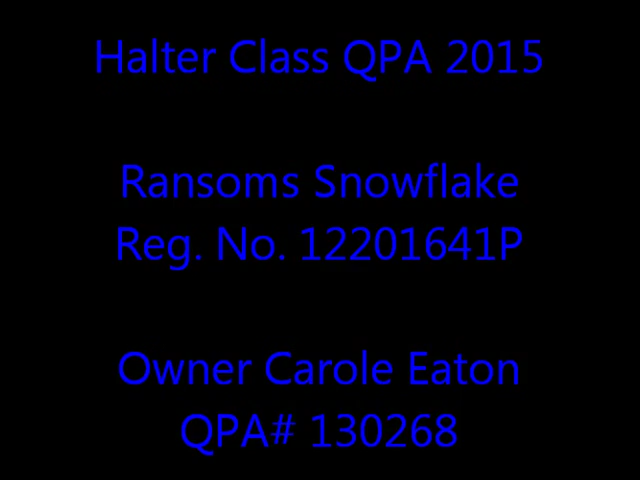 Halter Class QPA 2015
Ransoms Snowflake
Reg. No. 12201641P
Owner Carole Eaton
QPA# 130268